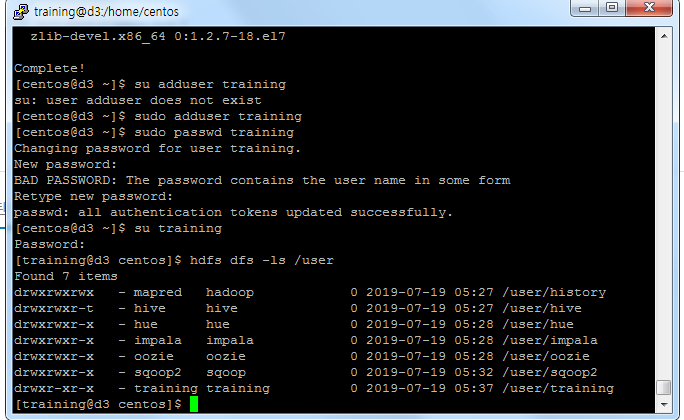 training@d3:/home/centos
zlib-devel.x86_64 0:1.2.7-18.el7
Complete!
[centos@d3 ~]$ su adduser training
su: user adduser does not exist
[centos@d3 ~]$ sudo adduser training
[centos@d3 ~]$ sudo passwd training
Changing password for user training.
New password:
BAD PASSWORD: The password contains the user name in some form
Retype new password:
passwd: all authentication tokens updated successfully.
[centos@d3 ~]$ su training
Password:
[training@d3 centos]$ hdfs dfs -ls /user
Found 7 items
drwxrwxrwx   - mapred   hadoop            0 2019-07-19 05:27 /user/history
drwxrwxr-t   - hive     hive              0 2019-07-19 05:27 /user/hive
drwxrwxr-x   - hue      hue               0 2019-07-19 05:28 /user/hue
drwxrwxr-x   - impala   impala            0 2019-07-19 05:28 /user/impala
drwxrwxr-x   - oozie    oozie             0 2019-07-19 05:28 /user/oozie
drwxrwxr-x   - sqoop2   sqoop             0 2019-07-19 05:32 /user/sqoop2
drwxr-xr-x   - training training          0 2019-07-19 05:37 /user/training
[training@d3 centos]$